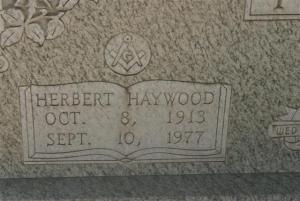 HERBERT HAYWOOD
OCT. 8, 1913
SEPT. 10, 1977